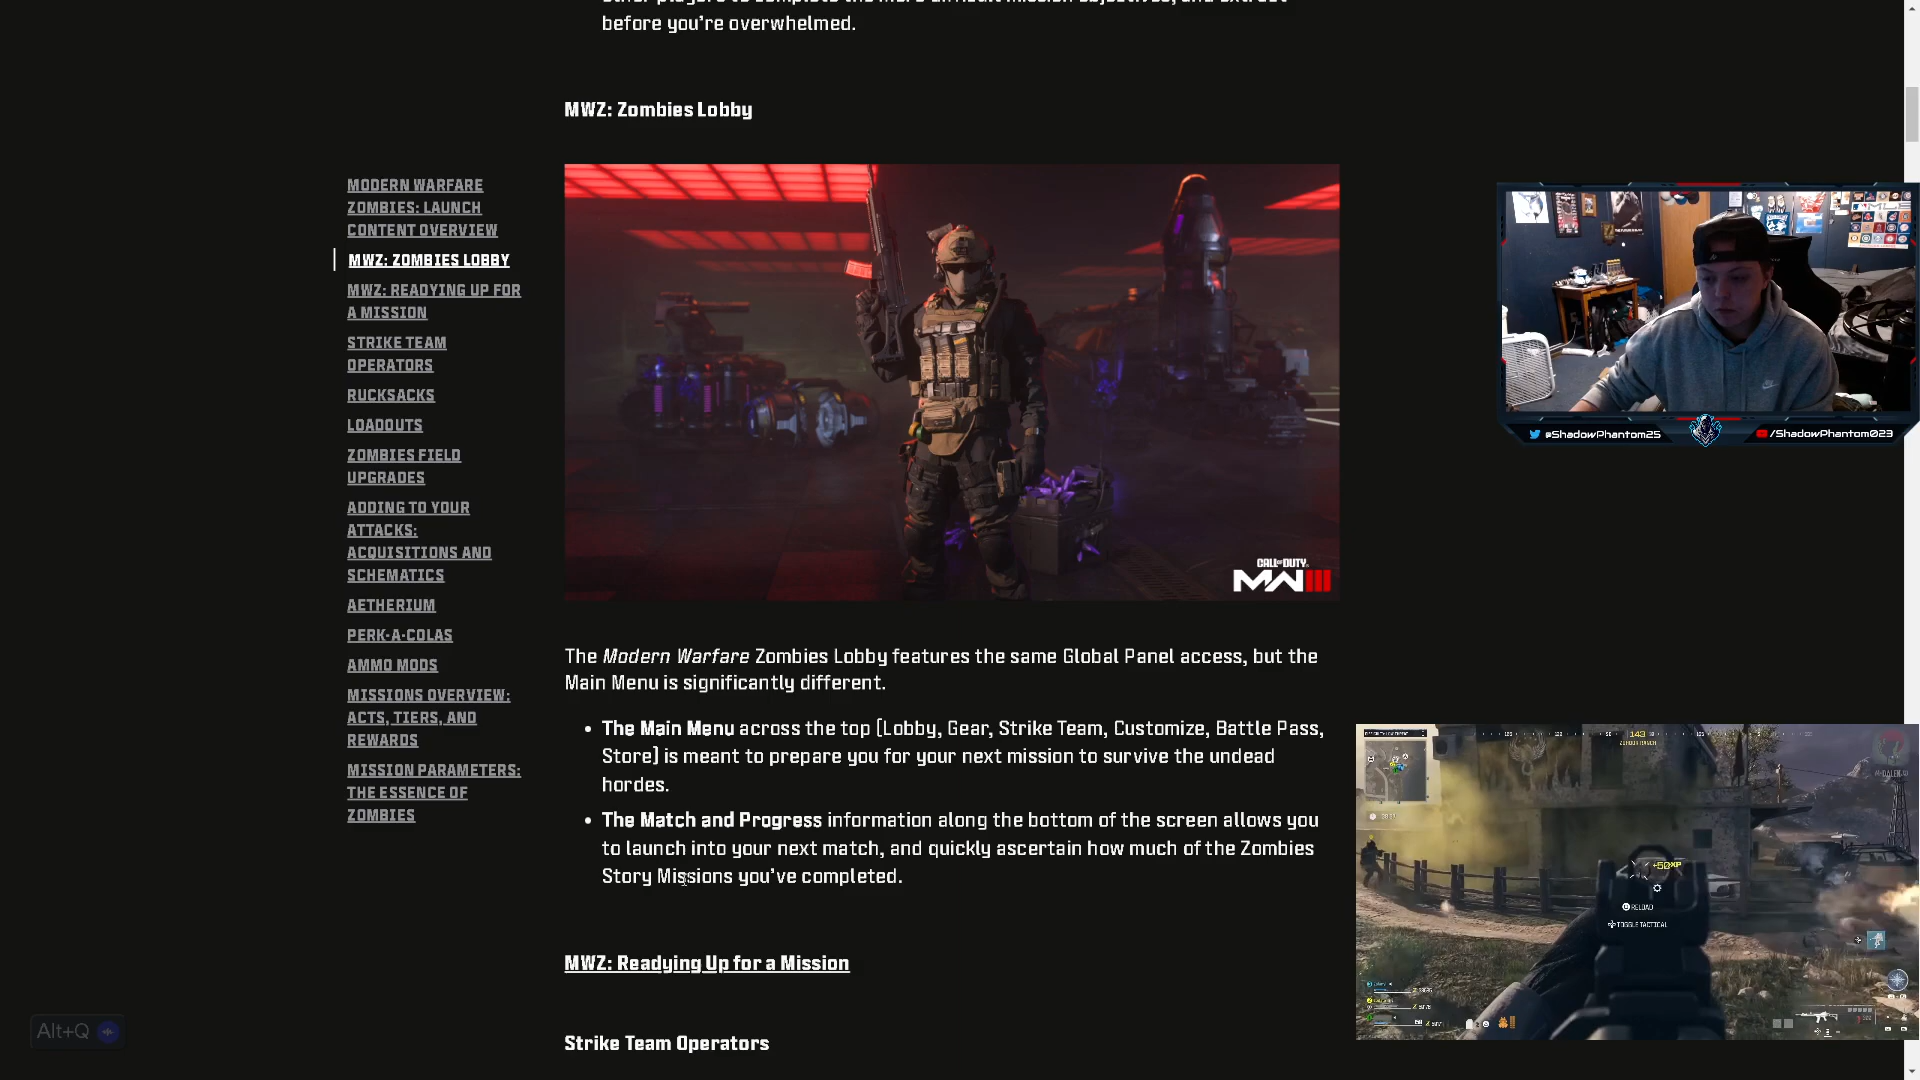 before you're overwhelmed.
MWZ: Zombies Lobby
MODERN WARFARE
ZOMBIES: LAUNCH
CONTENT OVERVIEW
MWZ: ZOMBIES LOBBY
MWZ: READYING UP FOR
A MISSION
STRIKE TEAM
OPERATORS
RUCKSACKS
LOADOUTS
ZOMBIES FIELD
UPGRADES
ADDING TO YOUR
ATTACKS:
ACQUISITIONS AND
SCHEMATICS
AETHERIUM
PERK-A-COLAS
AMMO MODS
MISSIONS OVERVIEW:
ACTS, TIERS, AND
REWARDS
MISSION PARAMETERS:
THE ESSENCE OF
ZOMBIES
CALL OF DUTY
MWIII
The Modern Warfare Zombies Lobby features the same Global Panel access, but the
Main Menu is significantly different.
• The Main Menu across the top (Lobby, Gear, Strike Team, Customize, Battle Pass,
Store) is meant to prepare you for your next mission to survive the undead
hordes.
• The Match and Progress information along the bottom of the screen allows you
to launch into your next match, and quickly ascertain how much of the Zombies
Story Missions you've completed.
MWZ: Readying Up for a Mission
Strike Team Operators
@ShadowPhantom25
/ShadowPhantom023
143
ZOMBOR RANCH
+50XP
RELOAD
TOGGLE TACTICAL
Alt+Q